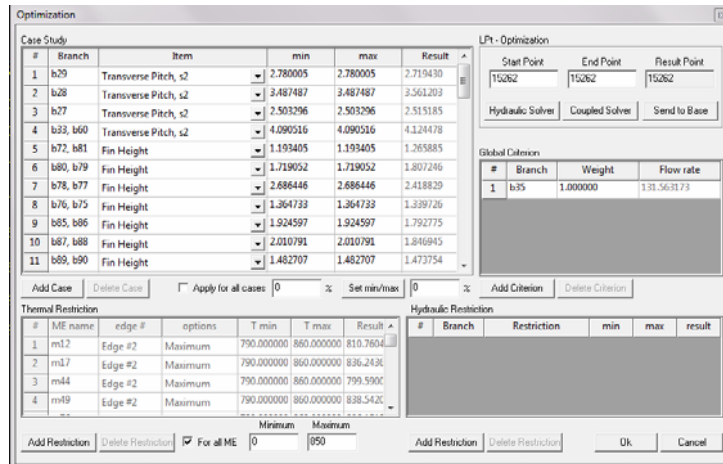 Optimization
Case Study
# Branch Item min max Result
1 b29 Transverse Pitch, s2 2.780005 2.780005 2.719430
2 b28 Transverse Pitch, s2 3.487487 3.487487 3.561203
3 b27 Transverse Pitch, s2 2.503296 2.503296 2.515185
4 b33, b60 Transverse Pitch, s2 4.090516 4.090516 4.124478
5 b72, b81 Fin Height 1.193405 1.193405 1.265885
6 b80, b79 Fin Height 1.719052 1.719052 1.807246
7 b78, b77 Fin Height 2.686446 2.686446 2.418829
8 b76, b75 Fin Height 1.364733 1.364733 1.339726
9 b85, b86 Fin Height 1.924597 1.924597 1.792775
10 b87, b88 Fin Height 2.010791 2.010791 1.846945
11 b89, b90 Fin Height 1.482707 1.482707 1.473754
Add Case Delete Case Apply for all cases 0 % Set min/max 0 %
LPt - Optimization
Start Point End Point Result Point
15262 15262 15262
Hydraulic Solver Coupled Solver Send to Base
Global Criterion
# Branch Weight Flow rate
1 b35 1.000000 131.563173
Add Criterion Delete Criterion
Thermal Restriction
# ME name edge # options T min T max Result
1 m12 Edge #2 Maximum 790.000000 860.000000 810.7604
2 m17 Edge #2 Maximum 790.000000 860.000000 836.2436
3 m44 Edge #2 Maximum 790.000000 860.000000 799.5900
4 m49 Edge #2 Maximum 790.000000 860.000000 838.5420
Minimum Maximum
Add Restriction Delete Restriction For all ME 0 850
Hydraulic Restriction
# Branch Restriction min max result
Add Restriction Delete Restriction Ok Cancel